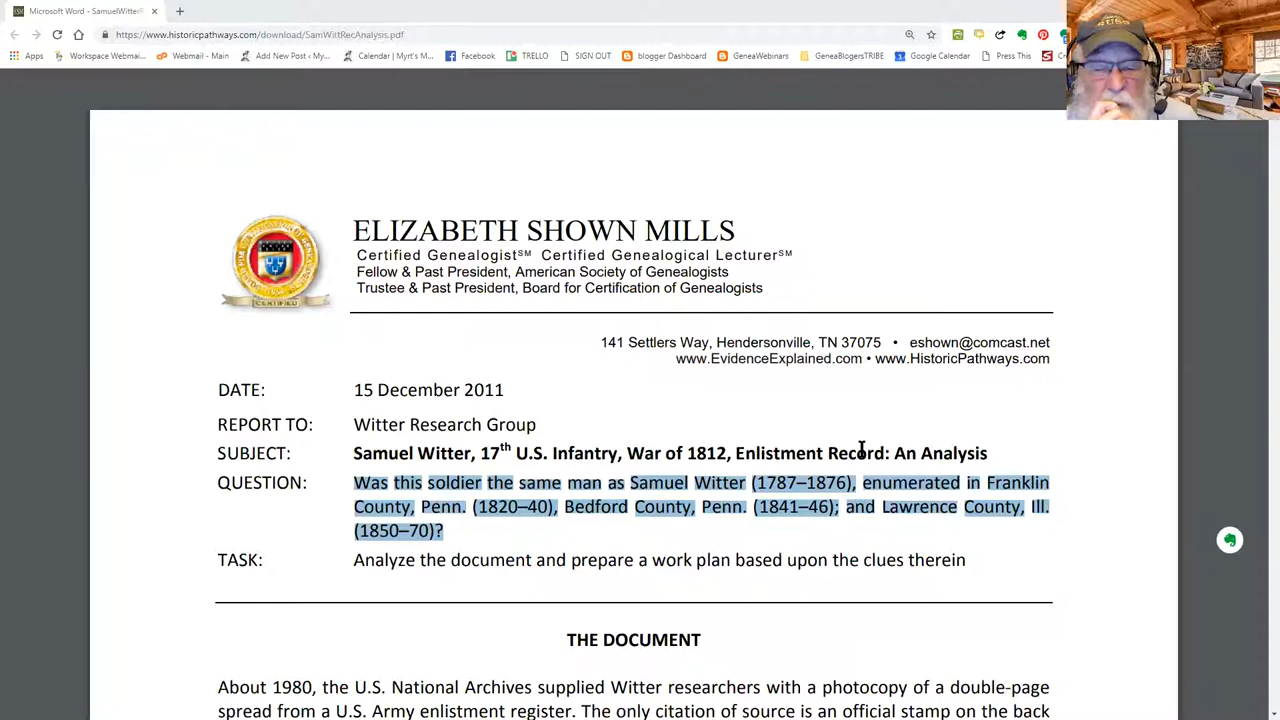 Microsoft Word - SamuelWitterF
https://www.historicpathways.com/download/SamWittRecAnalysis.pdf
Apps Workspace Webmai... Webmail - Main Add New Post ‹ My... Calendar | Myrt's M... Facebook TRELLO SIGN OUT blogger Dashboard GeneaWebinars GeneaBlogersTRIBE Google Calendar Press This
ELIZABETH SHOWN MILLS
Certified Genealogist℠ Certified Genealogical Lecturer℠
Fellow & Past President, American Society of Genealogists
Trustee & Past President, Board for Certification of Genealogists
CERTIFIED
141 Settlers Way, Hendersonville, TN 37075 • eshown@comcast.net
www.EvidenceExplained.com • www.HistoricPathways.com
DATE: 15 December 2011
REPORT TO: Witter Research Group
SUBJECT: Samuel Witter, 17th U.S. Infantry, War of 1812, Enlistment Record: An Analysis
QUESTION: Was this soldier the same man as Samuel Witter (1787–1876), enumerated in Franklin
County, Penn. (1820–40), Bedford County, Penn. (1841–46); and Lawrence County, Ill.
(1850–70)?
TASK: Analyze the document and prepare a work plan based upon the clues therein
THE DOCUMENT
About 1980, the U.S. National Archives supplied Witter researchers with a photocopy of a double-page
spread from a U.S. Army enlistment register. The only citation of source is an official stamp on the back